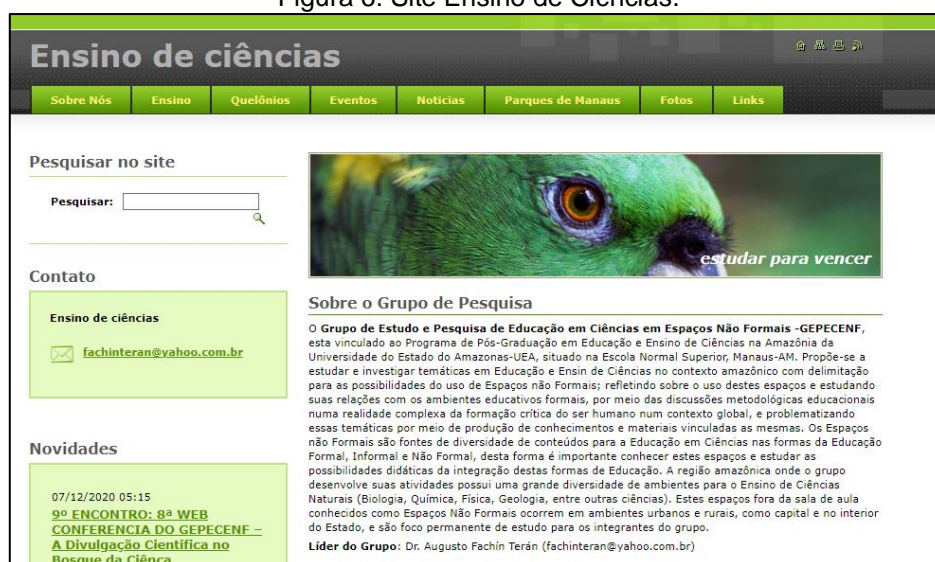 Figura 6: Site Ensino de Ciências.
Ensino de ciências
Sobre Nós
Ensino
Quelônios
Eventos
Noticias
Parques de Manaus
Fotos
Links
Pesquisar no site
Pesquisar:
Contato
Ensino de ciências
fachinteran@yahoo.com.br
Novidades
07/12/2020 05:15
9º ENCONTRO: 8ª WEB
CONFERENCIA DO GEPECENF –
A Divulgação Cientifica no
Bosque da Ciênca
estudar para vencer
Sobre o Grupo de Pesquisa
O Grupo de Estudo e Pesquisa de Educação em Ciências em Espaços Não Formais -GEPECENF,
esta vinculado ao Programa de Pós-Graduação em Educação e Ensino de Ciências na Amazônia da
Universidade do Estado do Amazonas-UEA, situado na Escola Normal Superior, Manaus-AM. Propõe-se a
estudar e investigar temáticas em Educação e Ensin de Ciências no contexto amazônico com delimitação
para as possibilidades do uso de Espaços não Formais; refletindo sobre o uso destes espaços e estudando
suas relações com os ambientes educativos formais, por meio das discussões metodológicas educacionais
numa realidade complexa da formação crítica do ser humano num contexto global, e problematizando
essas temáticas por meio de produção de conhecimentos e materiais vinculadas as mesmas. Os Espaços
não Formais são fontes de diversidade de conteúdos para a Educação em Ciências nas formas da Educação
Formal, Informal e Não Formal, desta forma é importante conhecer estes espaços e estudar as
possibilidades didáticas da integração destas formas de Educação. A região amazônica onde o grupo
desenvolve suas atividades possui uma grande diversidade de ambientes para o Ensino de Ciências
Naturais (Biologia, Química, Física, Geologia, entre outras ciências). Estes espaços fora da sala de aula
conhecidos como Espaços Não Formais ocorrem em ambientes urbanos e rurais, como capital e no interior
do Estado, e são foco permanente de estudo para os integrantes do grupo.
Líder do Grupo: Dr. Augusto Fachín Terán (fachinteran@yahoo.com.br)